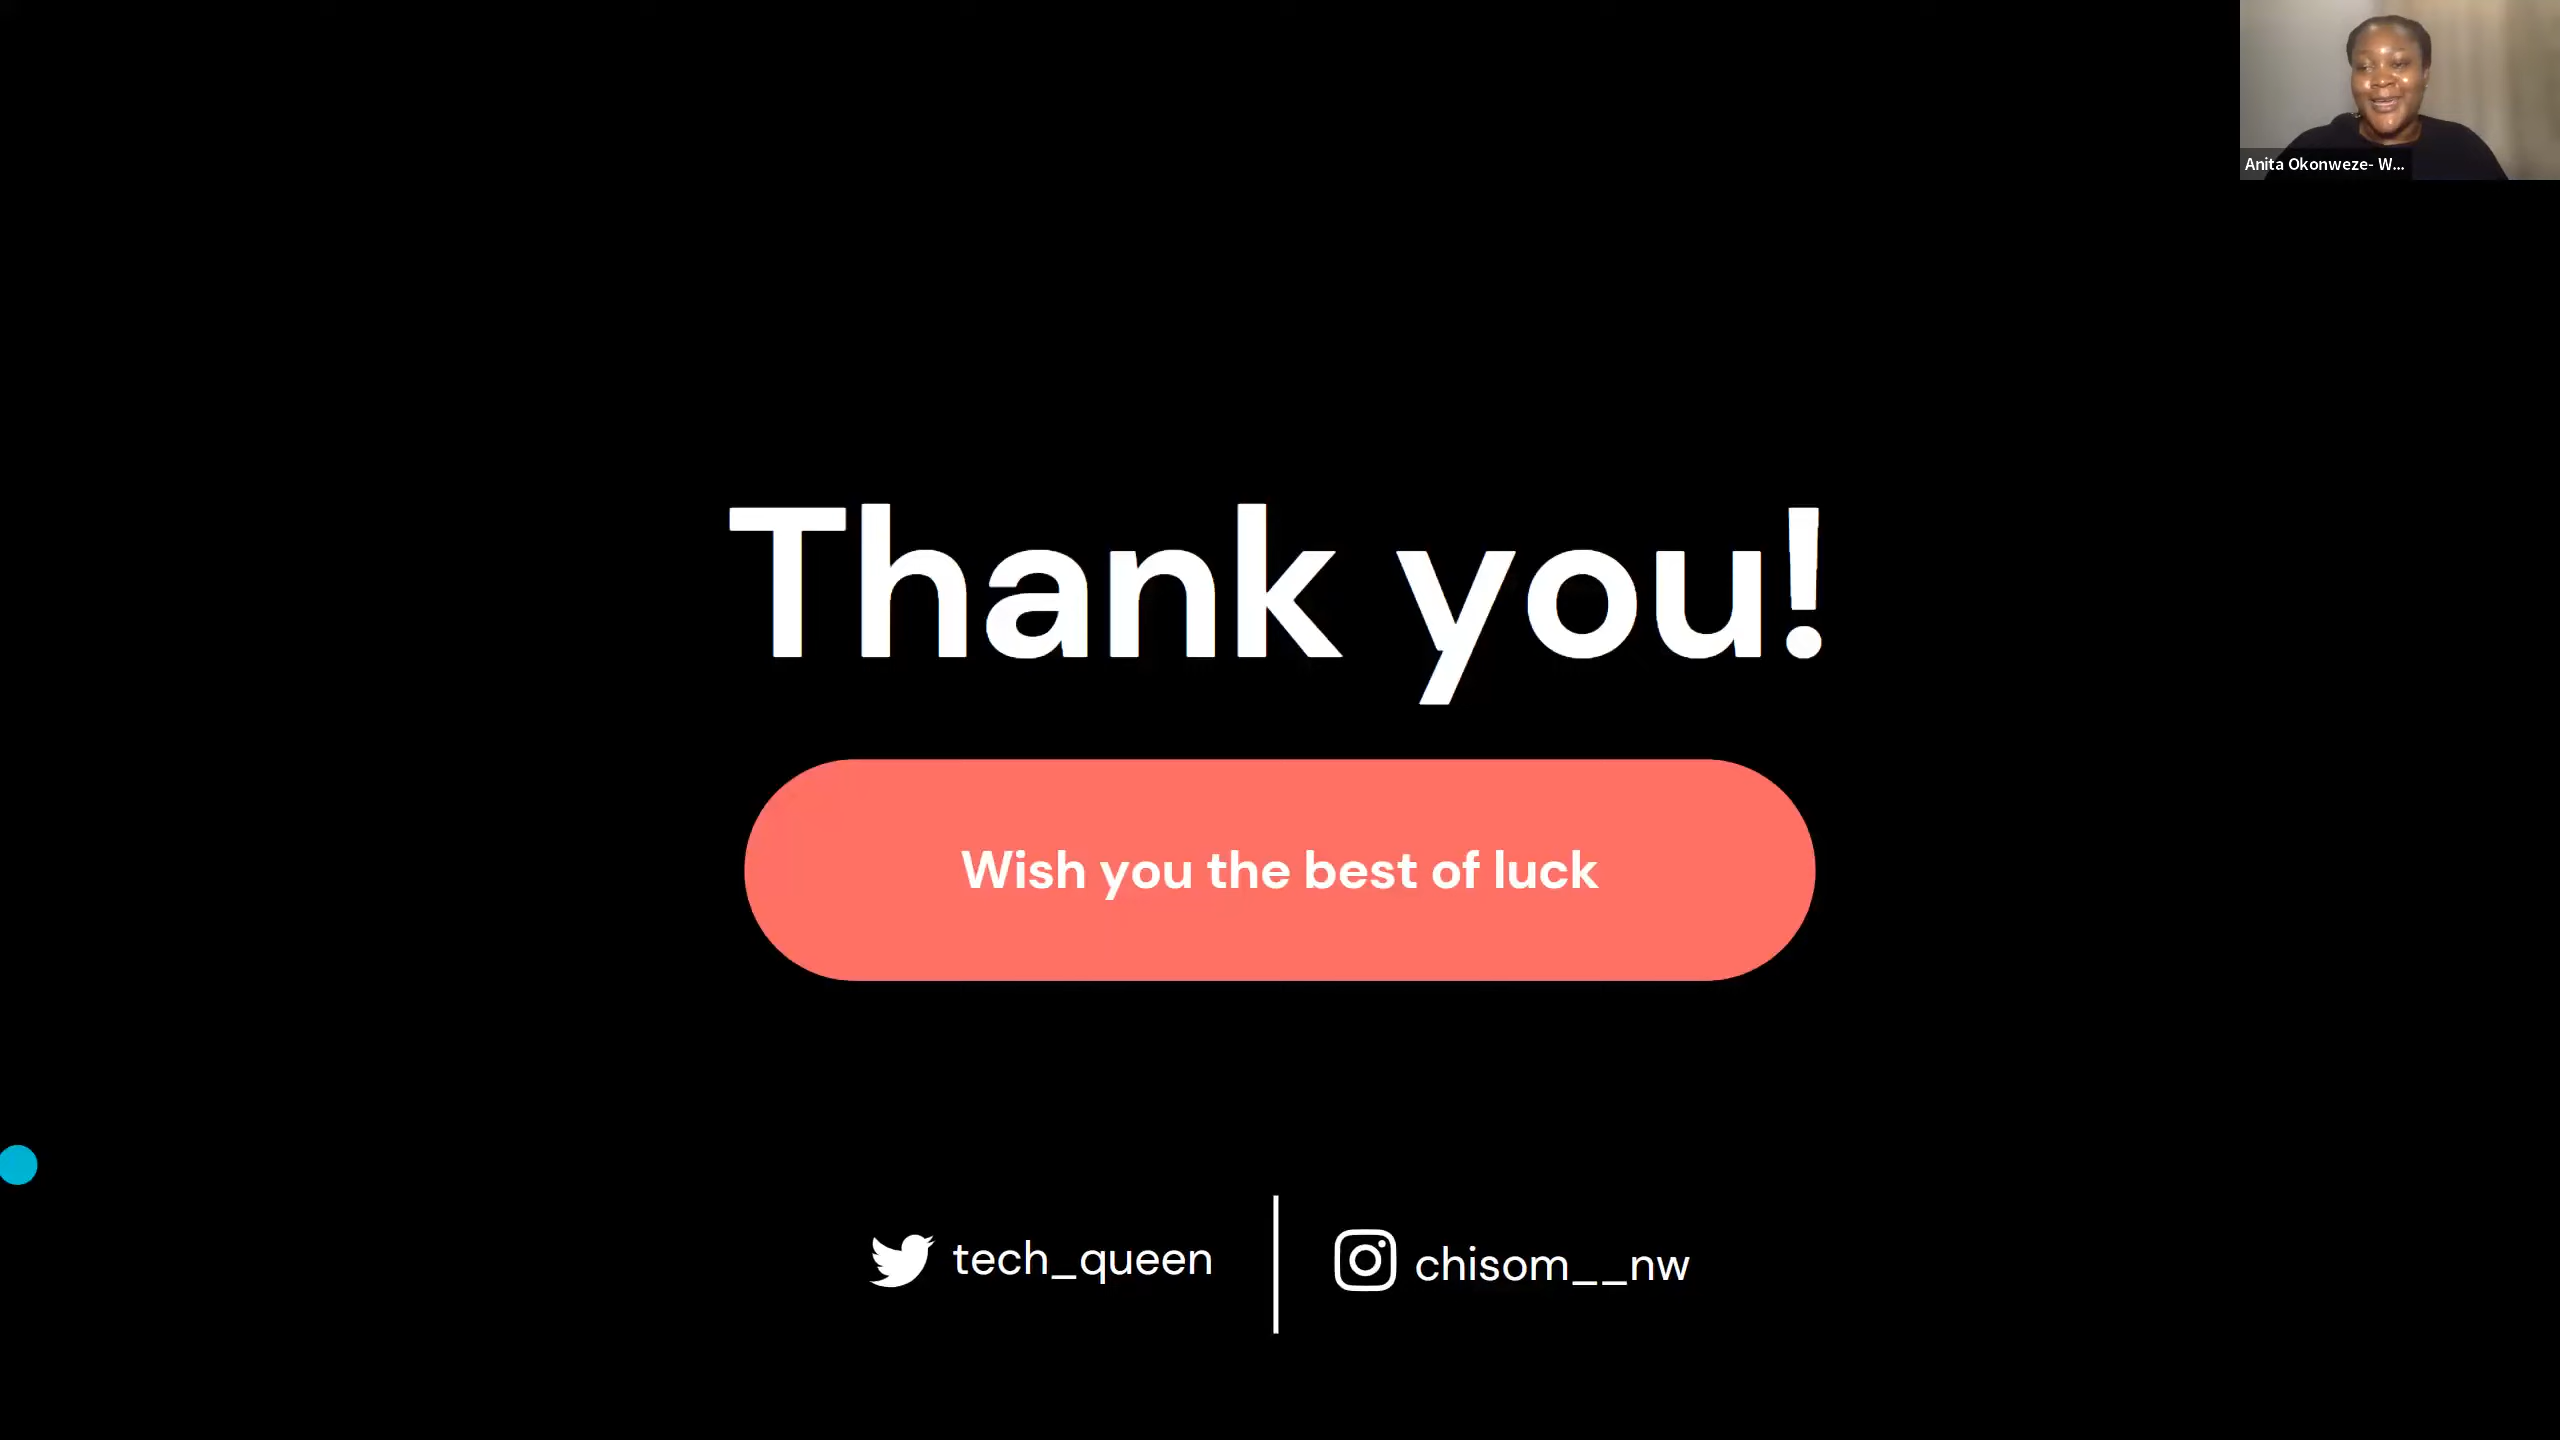 Anita Okonweze- W...
Thank you!
Wish you the best of luck
tech_queen
chisom__nw